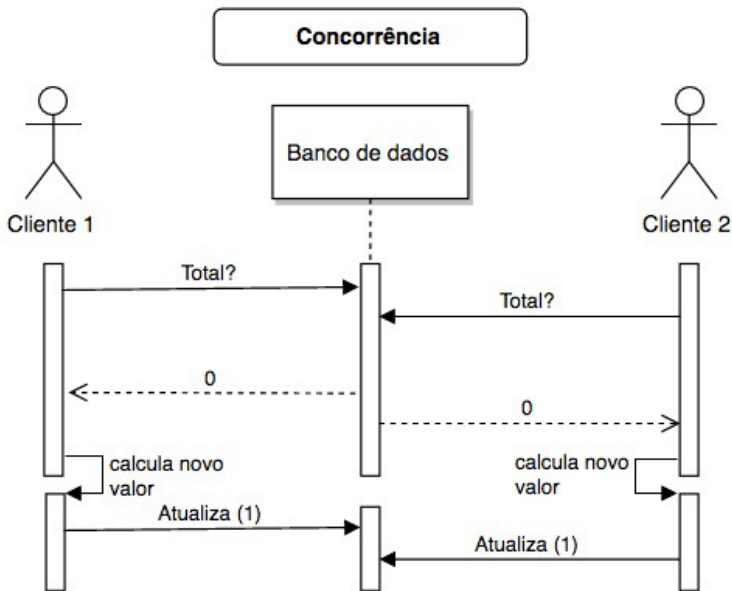 Concorrência
Banco de dados
Cliente 1
Cliente 2
Total?
Total?
0
0
calcula novo
valor
calcula novo
valor
Atualiza (1)
Atualiza (1)